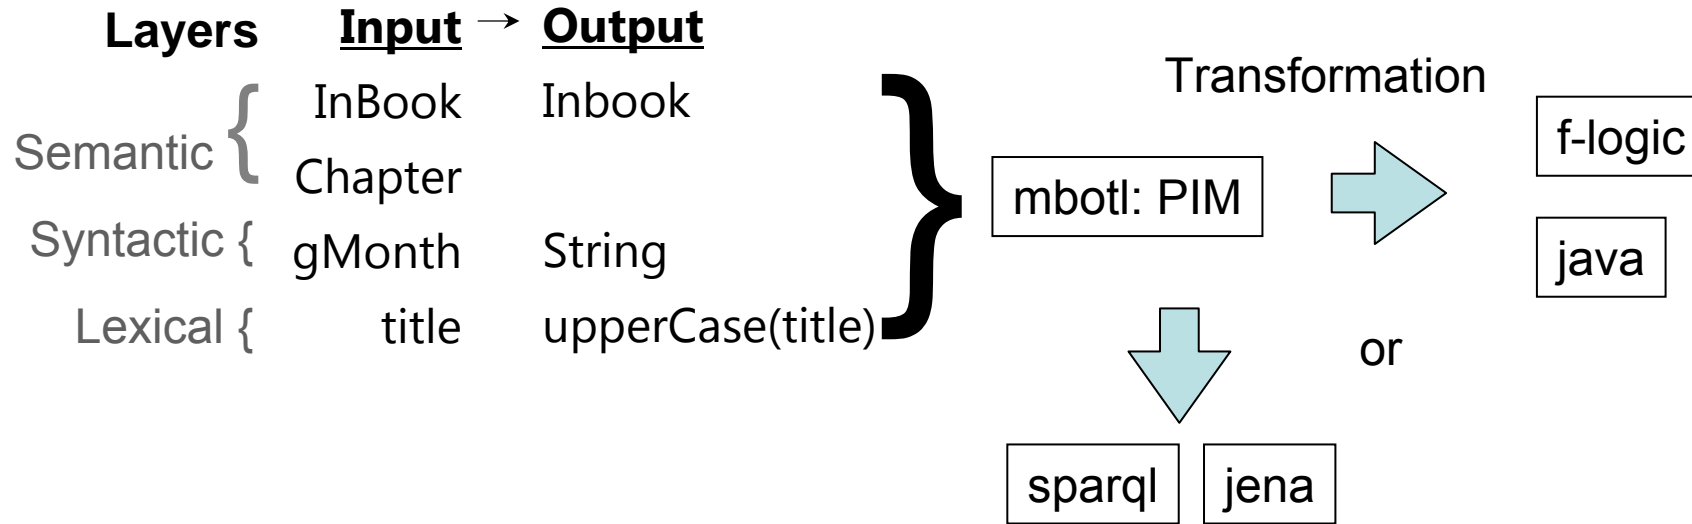 Layers Input → Output
Semantic { InBook Inbook
Chapter
Syntactic { gMonth String
Lexical { title upperCase(title)
}
mbotl: PIM
Transformation
f-logic
java
or
sparql jena